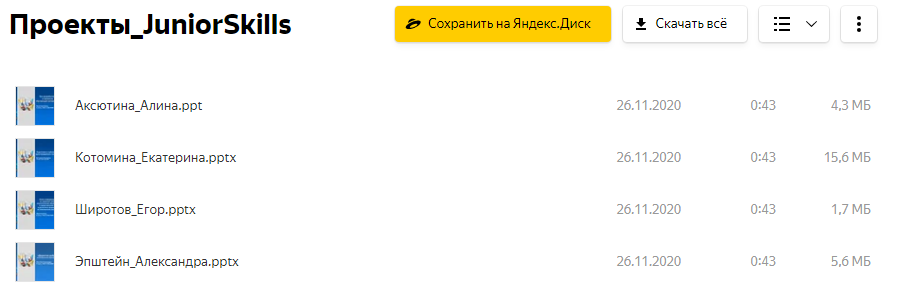 Проекты_JuniorSkills
Сохранить на Яндекс.Диск
Скачать всё
Аксютина_Алина.ppt 26.11.2020 0:43 4,3 МБ
Котомина_Екатерина.pptx 26.11.2020 0:43 15,6 МБ
Широтов_Егор.pptx 26.11.2020 0:43 1,7 МБ
Эпштейн_Александра.pptx 26.11.2020 0:43 5,6 МБ